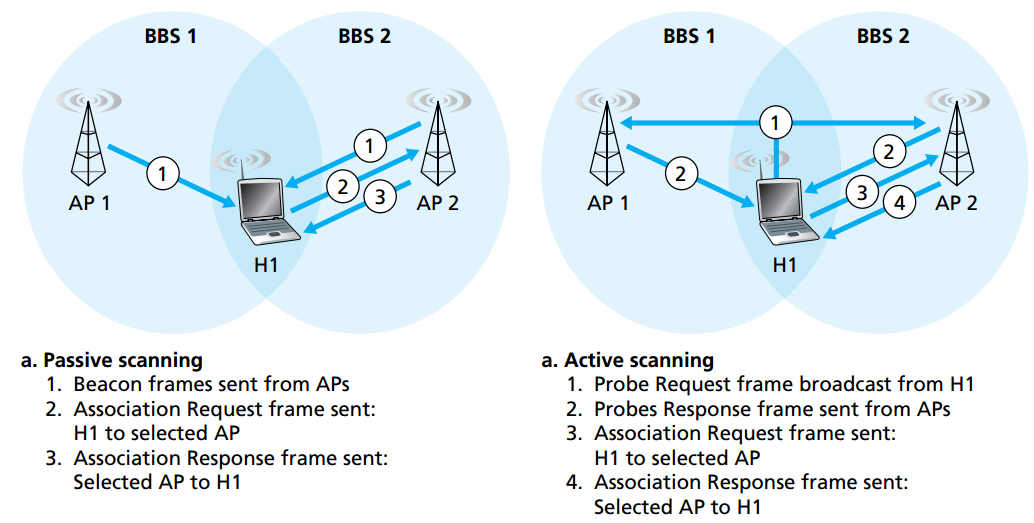 BBS 1
BBS 2
1
1
2
3
AP 1
AP 2
H1
a. Passive scanning
1. Beacon frames sent from APs
2. Association Request frame sent:
H1 to selected AP
3. Association Response frame sent:
Selected AP to H1
BBS 1
BBS 2
1
2
2
3
4
AP 1
AP 2
H1
a. Active scanning
1. Probe Request frame broadcast from H1
2. Probes Response frame sent from APs
3. Association Request frame sent:
H1 to selected AP
4. Association Response frame sent:
Selected AP to H1